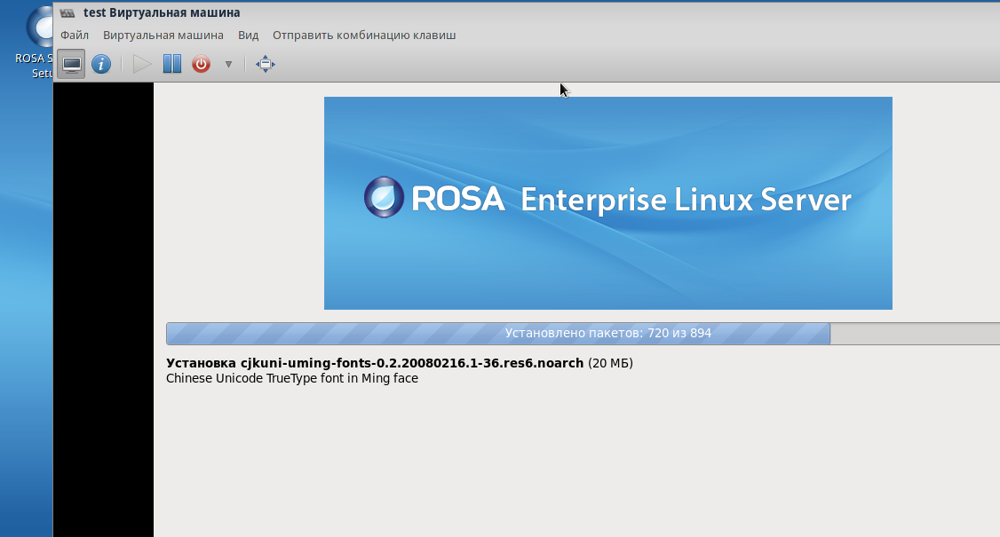 test Виртуальная машина
Файл Виртуальная машина Вид Отправить комбинацию клавиш
ROSA
Setu
ROSA Enterprise Linux Server
Установлено пакетов: 720 из 894
Установка cjkuni-uming-fonts-0.2.20080216.1-36.res6.noarch (20 МБ)
Chinese Unicode TrueType font in Ming face